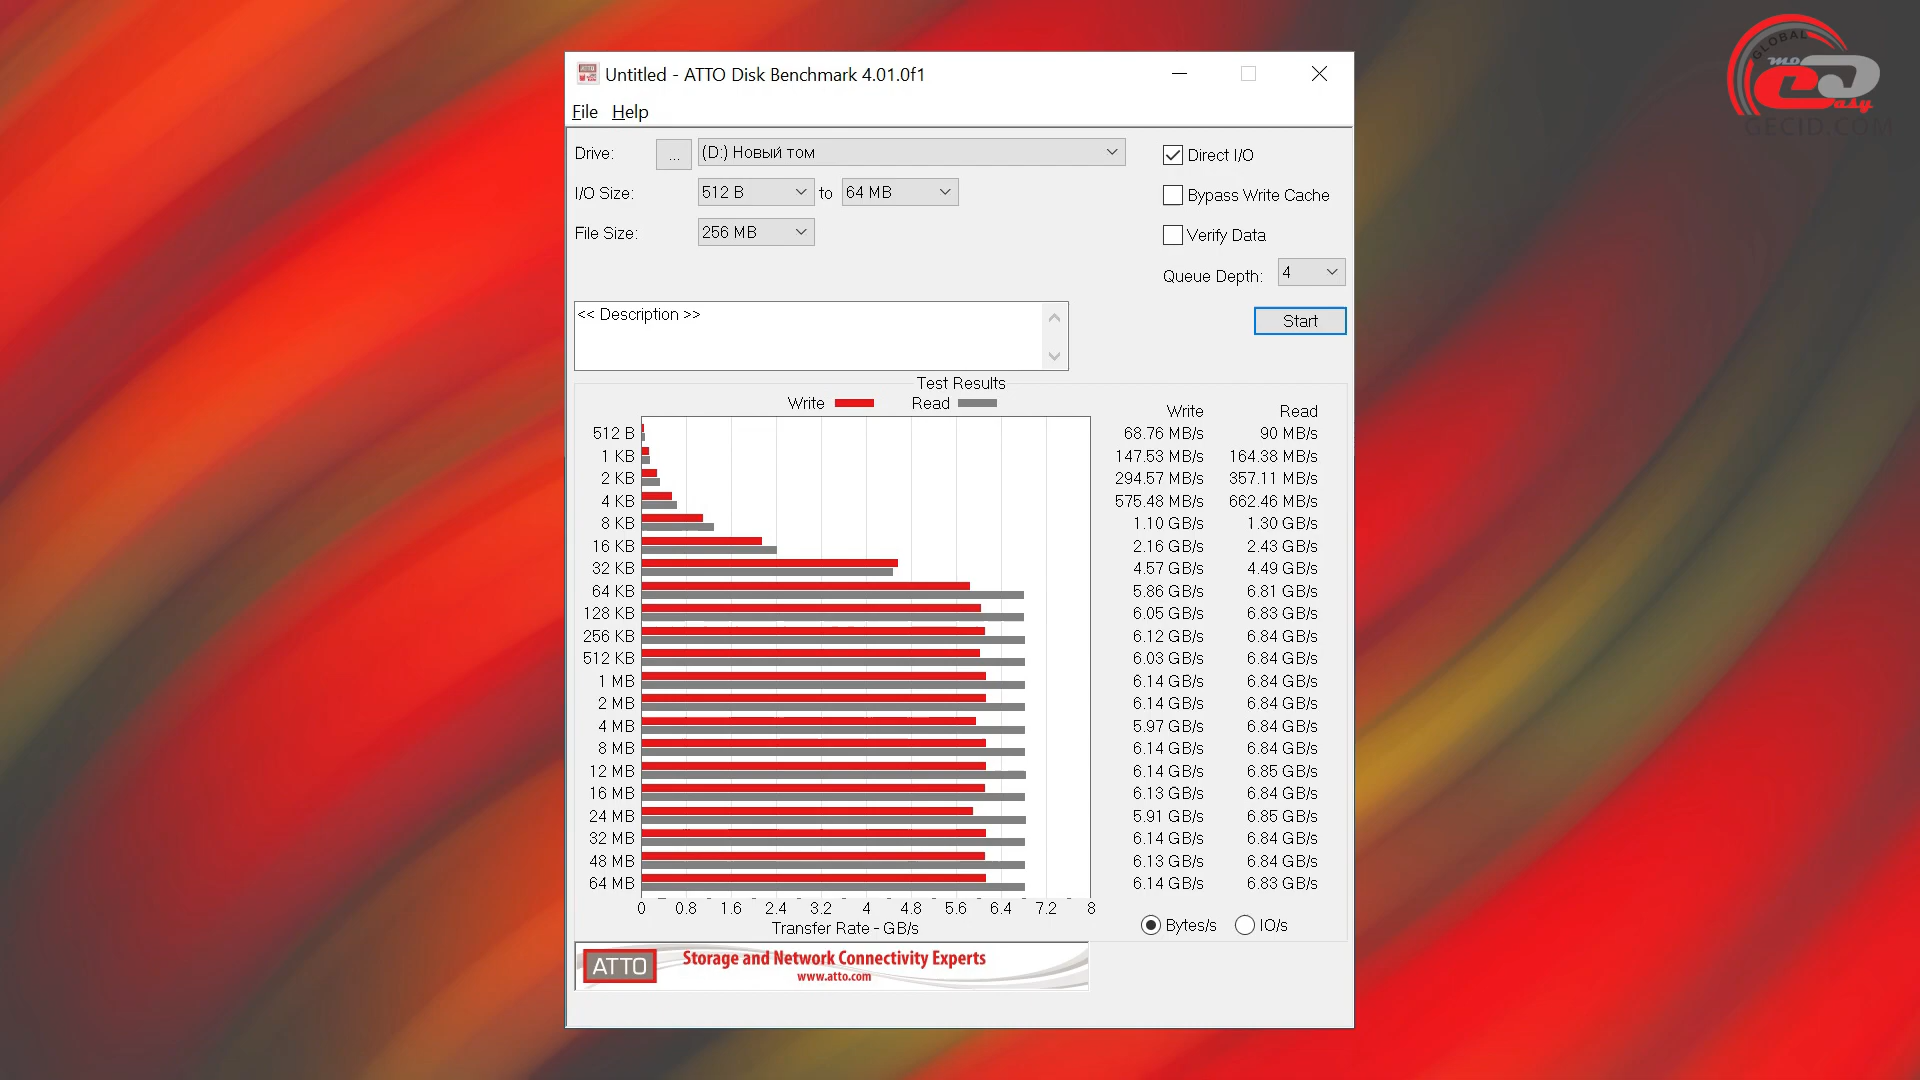 GLOBAL
mo
easy
GECID.COM
Untitled - ATTO Disk Benchmark 4.01.0f1
File Help
Drive: ... (D:) Новый том
Direct I/O
I/O Size: 512 B to 64 MB
Bypass Write Cache
File Size: 256 MB
Verify Data
Queue Depth: 4
<< Description >>
Start
Test Results
Write Read
Write Read
512 B 68.76 MB/s 90 MB/s
1 KB 147.53 MB/s 164.38 MB/s
2 KB 294.57 MB/s 357.11 MB/s
4 KB 575.48 MB/s 662.46 MB/s
8 KB 1.10 GB/s 1.30 GB/s
16 KB 2.16 GB/s 2.43 GB/s
32 KB 4.57 GB/s 4.49 GB/s
64 KB 5.86 GB/s 6.81 GB/s
128 KB 6.05 GB/s 6.83 GB/s
256 KB 6.12 GB/s 6.84 GB/s
512 KB 6.03 GB/s 6.84 GB/s
1 MB 6.14 GB/s 6.84 GB/s
2 MB 6.14 GB/s 6.84 GB/s
4 MB 5.97 GB/s 6.84 GB/s
8 MB 6.14 GB/s 6.84 GB/s
12 MB 6.14 GB/s 6.85 GB/s
16 MB 6.13 GB/s 6.84 GB/s
24 MB 5.91 GB/s 6.85 GB/s
32 MB 6.14 GB/s 6.84 GB/s
48 MB 6.13 GB/s 6.84 GB/s
64 MB 6.14 GB/s 6.83 GB/s
0 0.8 1.6 2.4 3.2 4 4.8 5.6 6.4 7.2 8
Transfer Rate - GB/s
Bytes/s IO/s
ATTO Storage and Network Connectivity Experts
www.atto.com